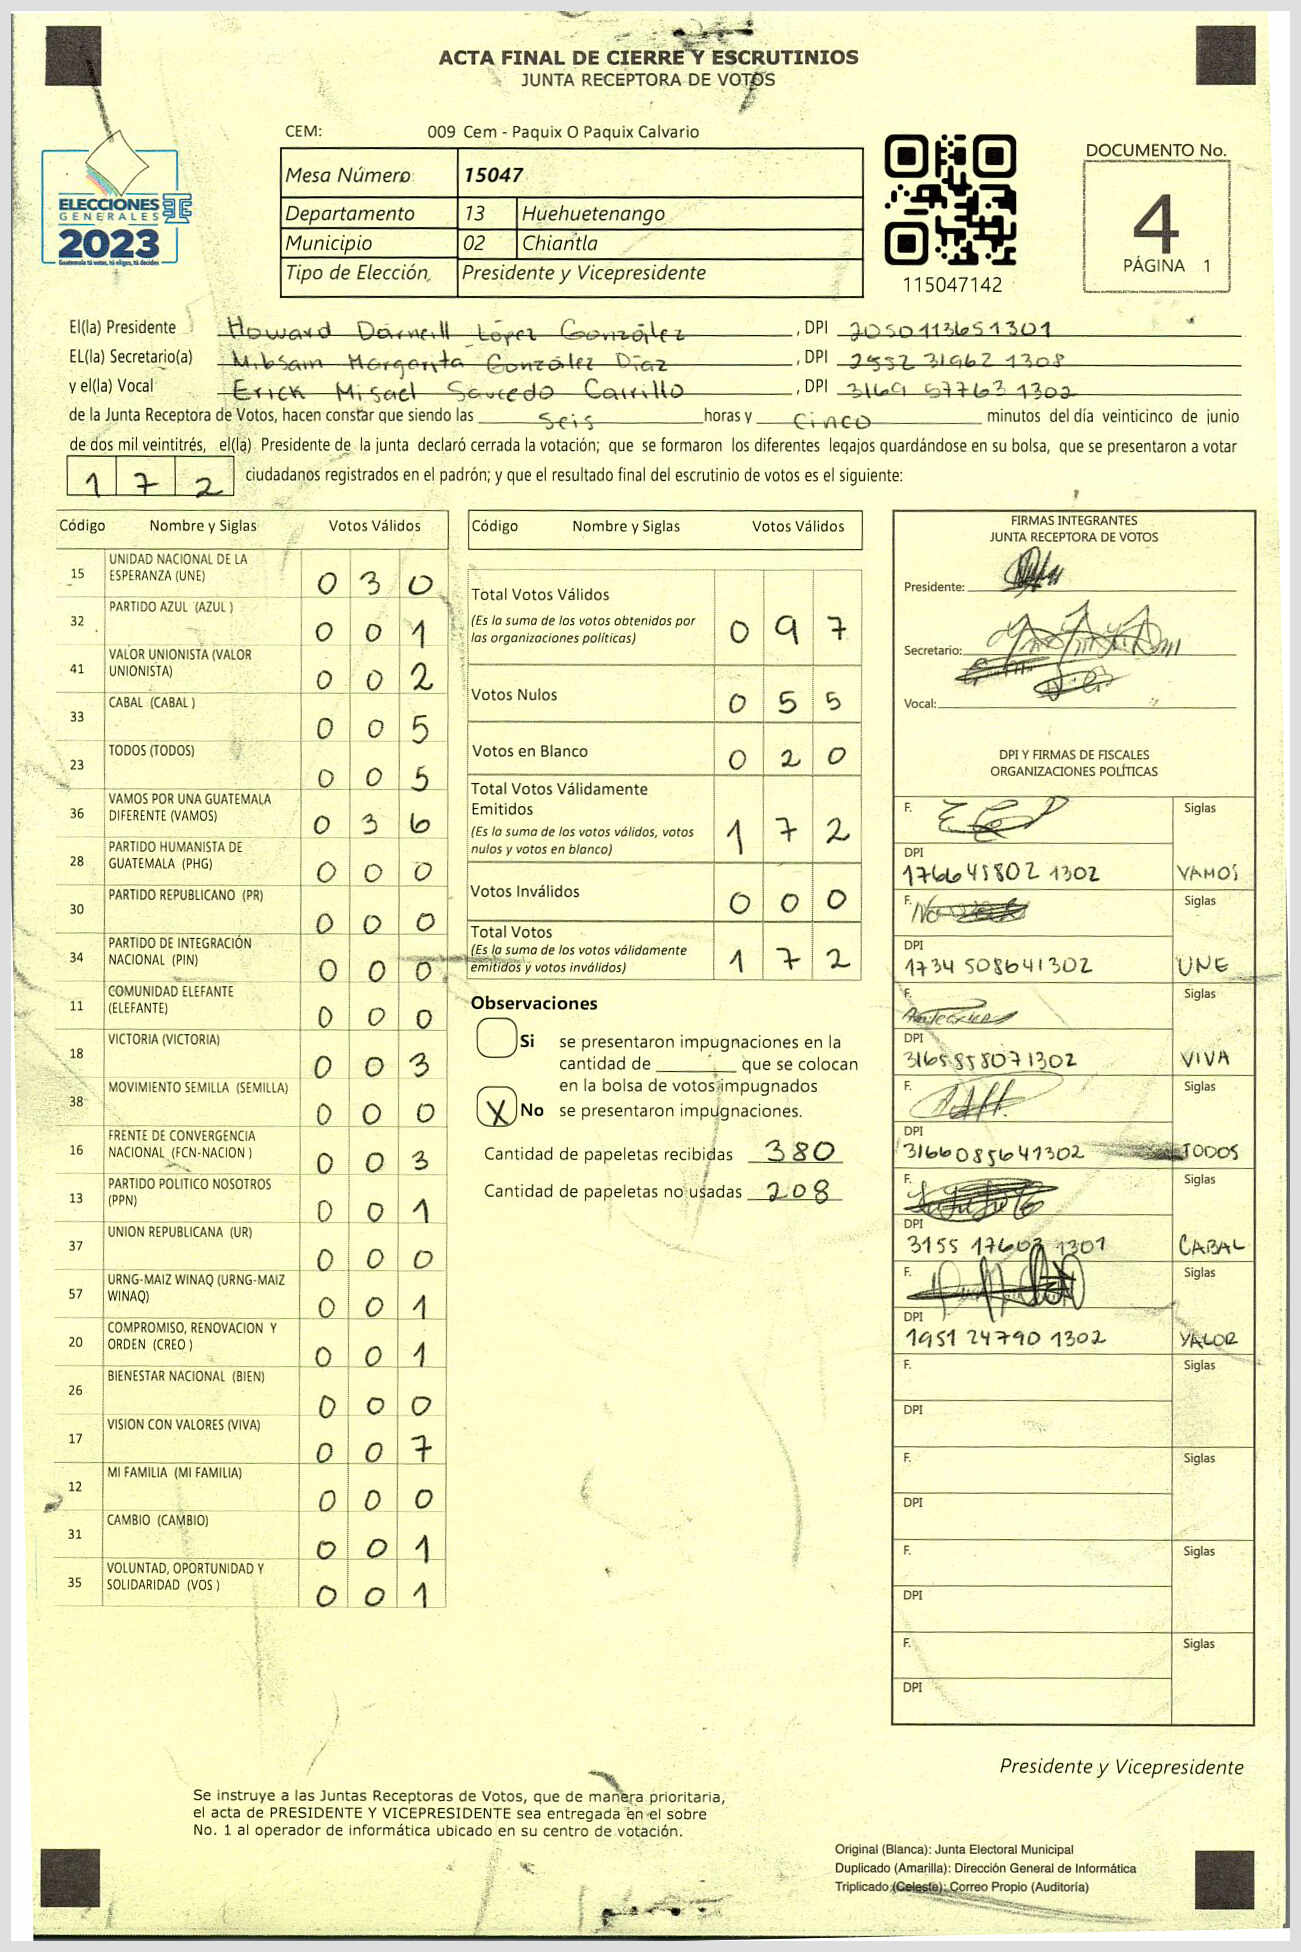 ACTA FINAL DE CIERRE Y ESCRUTINIOS
JUNTA RECEPTORA DE VOTOS
CEM: 009 Cem - Paquix O Paquix Calvario
Mesa Número: 15047
Departamento 13 Huehuetenango
Municipio 02 Chiantla
Tipo de Elección, Presidente y Vicepresidente
ELECCIONES
GENERALES
2023
Guatemala tú votas, tú eliges, tú decides
115047142
DOCUMENTO No.
4
PÁGINA 1
El(la) Presidente Howard Darneill López González , DPI 2050113651301
EL(la) Secretario(a) Mibsam Margarita González Díaz , DPI 2552 31962 1308
y el(la) Vocal Erick Misael Saucedo Carrillo , DPI 3169 57763 1302
de la Junta Receptora de Votos, hacen constar que siendo las Seis horas y cinco minutos del día veinticinco de junio
de dos mil veintitrés, el(la) Presidente de la junta declaró cerrada la votación; que se formaron los diferentes legajos quardándose en su bolsa, que se presentaron a votar
1 7 2 ciudadanos registrados en el padrón; y que el resultado final del escrutinio de votos es el siguiente:
Código Nombre y Siglas Votos Válidos
15 UNIDAD NACIONAL DE LA ESPERANZA (UNE) 0 3 0
32 PARTIDO AZUL (AZUL ) 0 0 1
41 VALOR UNIONISTA (VALOR UNIONISTA) 0 0 2
33 CABAL (CABAL ) 0 0 5
23 TODOS (TODOS) 0 0 5
36 VAMOS POR UNA GUATEMALA DIFERENTE (VAMOS) 0 3 6
28 PARTIDO HUMANISTA DE GUATEMALA (PHG) 0 0 0
30 PARTIDO REPUBLICANO (PR) 0 0 0
34 PARTIDO DE INTEGRACIÓN NACIONAL (PIN) 0 0 0
11 COMUNIDAD ELEFANTE (ELEFANTE) 0 0 0
18 VICTORIA (VICTORIA) 0 0 3
38 MOVIMIENTO SEMILLA (SEMILLA) 0 0 0
16 FRENTE DE CONVERGENCIA NACIONAL (FCN-NACION ) 0 0 3
13 PARTIDO POLITICO NOSOTROS (PPN) 0 0 1
37 UNION REPUBLICANA (UR) 0 0 0
57 URNG-MAIZ WINAQ (URNG-MAIZ WINAQ) 0 0 1
20 COMPROMISO, RENOVACION Y ORDEN (CREO ) 0 0 1
26 BIENESTAR NACIONAL (BIEN) 0 0 0
17 VISION CON VALORES (VIVA) 0 0 7
12 MI FAMILIA (MI FAMILIA) 0 0 0
31 CAMBIO (CAMBIO) 0 0 1
35 VOLUNTAD, OPORTUNIDAD Y SOLIDARIDAD (VOS ) 0 0 1
Código Nombre y Siglas Votos Válidos
Total Votos Válidos
(Es la suma de los votos obtenidos por
las organizaciones políticas) 0 9 7
Votos Nulos 0 5 5
Votos en Blanco 0 2 0
Total Votos Válidamente
Emitidos
(Es la suma de los votos válidos, votos
nulos y votos en blanco) 1 7 2
Votos Inválidos 0 0 0
Total Votos
(Es la suma de los votos válidamente
emitidos y votos inválidos) 1 7 2
Observaciones
Si se presentaron impugnaciones en la
cantidad de ________ que se colocan
en la bolsa de votos impugnados
X No se presentaron impugnaciones.
Cantidad de papeletas recibidas 380
Cantidad de papeletas no usadas 208
FIRMAS INTEGRANTES
JUNTA RECEPTORA DE VOTOS
Presidente:
Secretario:
Vocal:
DPI Y FIRMAS DE FISCALES
ORGANIZACIONES POLÍTICAS
F. Siglas
DPI
1766 45802 1302 VAMOS
F. Siglas
DPI
1734 508641302 UNE
F. Siglas
DPI
3165858071302 VIVA
F. Siglas
DPI
3166085641302 TODOS
F. Siglas
DPI
3155 17603 1301 CABAL
F. Siglas
DPI
1951 24790 1302 VALOR
F. Siglas
DPI
F. Siglas
DPI
F. Siglas
DPI
F. Siglas
DPI
Presidente y Vicepresidente
Se instruye a las Juntas Receptoras de Votos, que de manera prioritaria,
el acta de PRESIDENTE Y VICEPRESIDENTE sea entregada en el sobre
No. 1 al operador de informática ubicado en su centro de votación.
Original (Blanca): Junta Electoral Municipal
Duplicado (Amarilla): Dirección General de Informática
Triplicado (Celeste): Correo Propio (Auditoría)